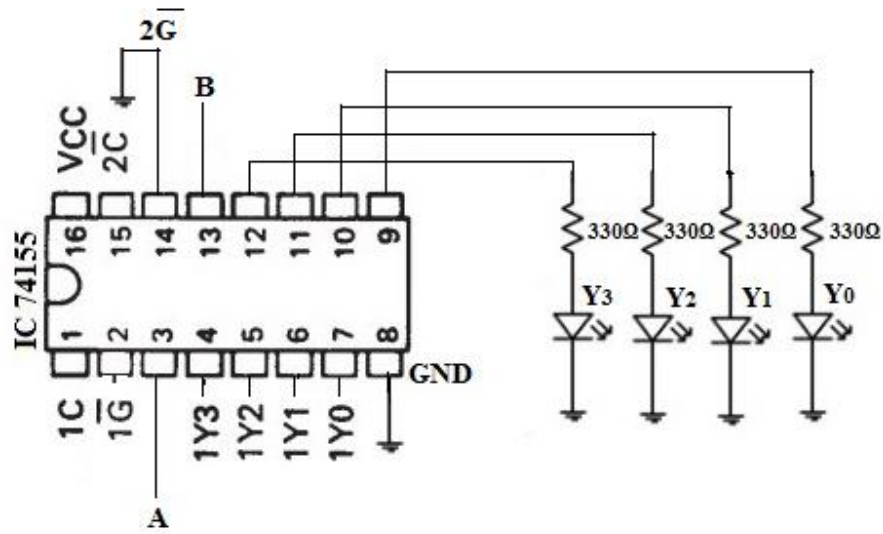 2G̅
B
VCC
2C̅
16 15 14 13 12 11 10 9
IC 74155
1 2 3 4 5 6 7 8
1C
1G̅
1Y3
1Y2
1Y1
1Y0
GND
A
330Ω 330Ω 330Ω 330Ω
Y3 Y2 Y1 Y0